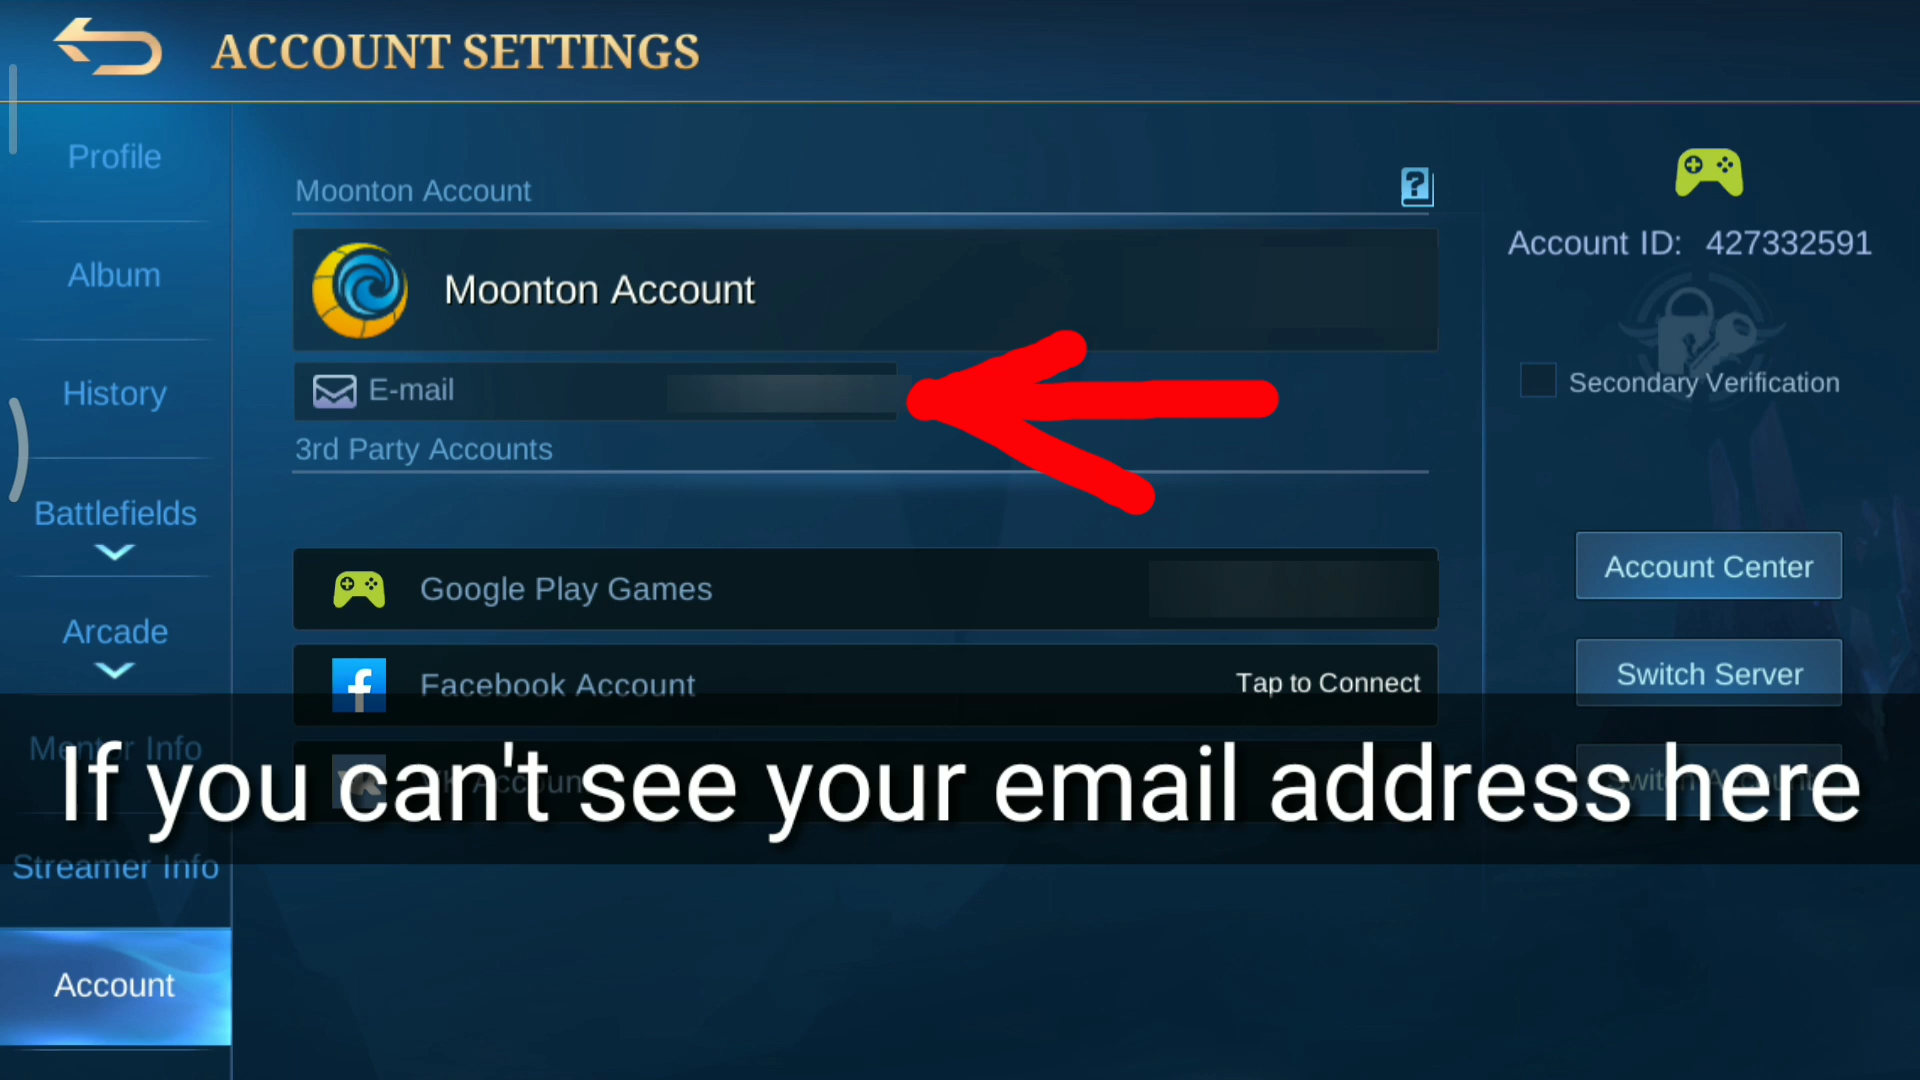 ACCOUNT SETTINGS
Profile
Album
History
Battlefields
Arcade
Mentor Info
Streamer Info
Account
Moonton Account
Moonton Account
E-mail
3rd Party Accounts
Google Play Games
Facebook Account
Tap to Connect
Account ID: 427332591
Secondary Verification
Account Center
Switch Server
If you can't see your email address here